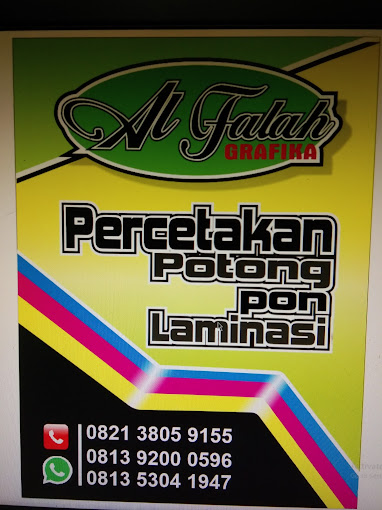 Al Falah
GRAFIKA
Percetakan
Potong
pon
Laminasi
0821 3805 9155
0813 9200 0596
0813 5304 1947